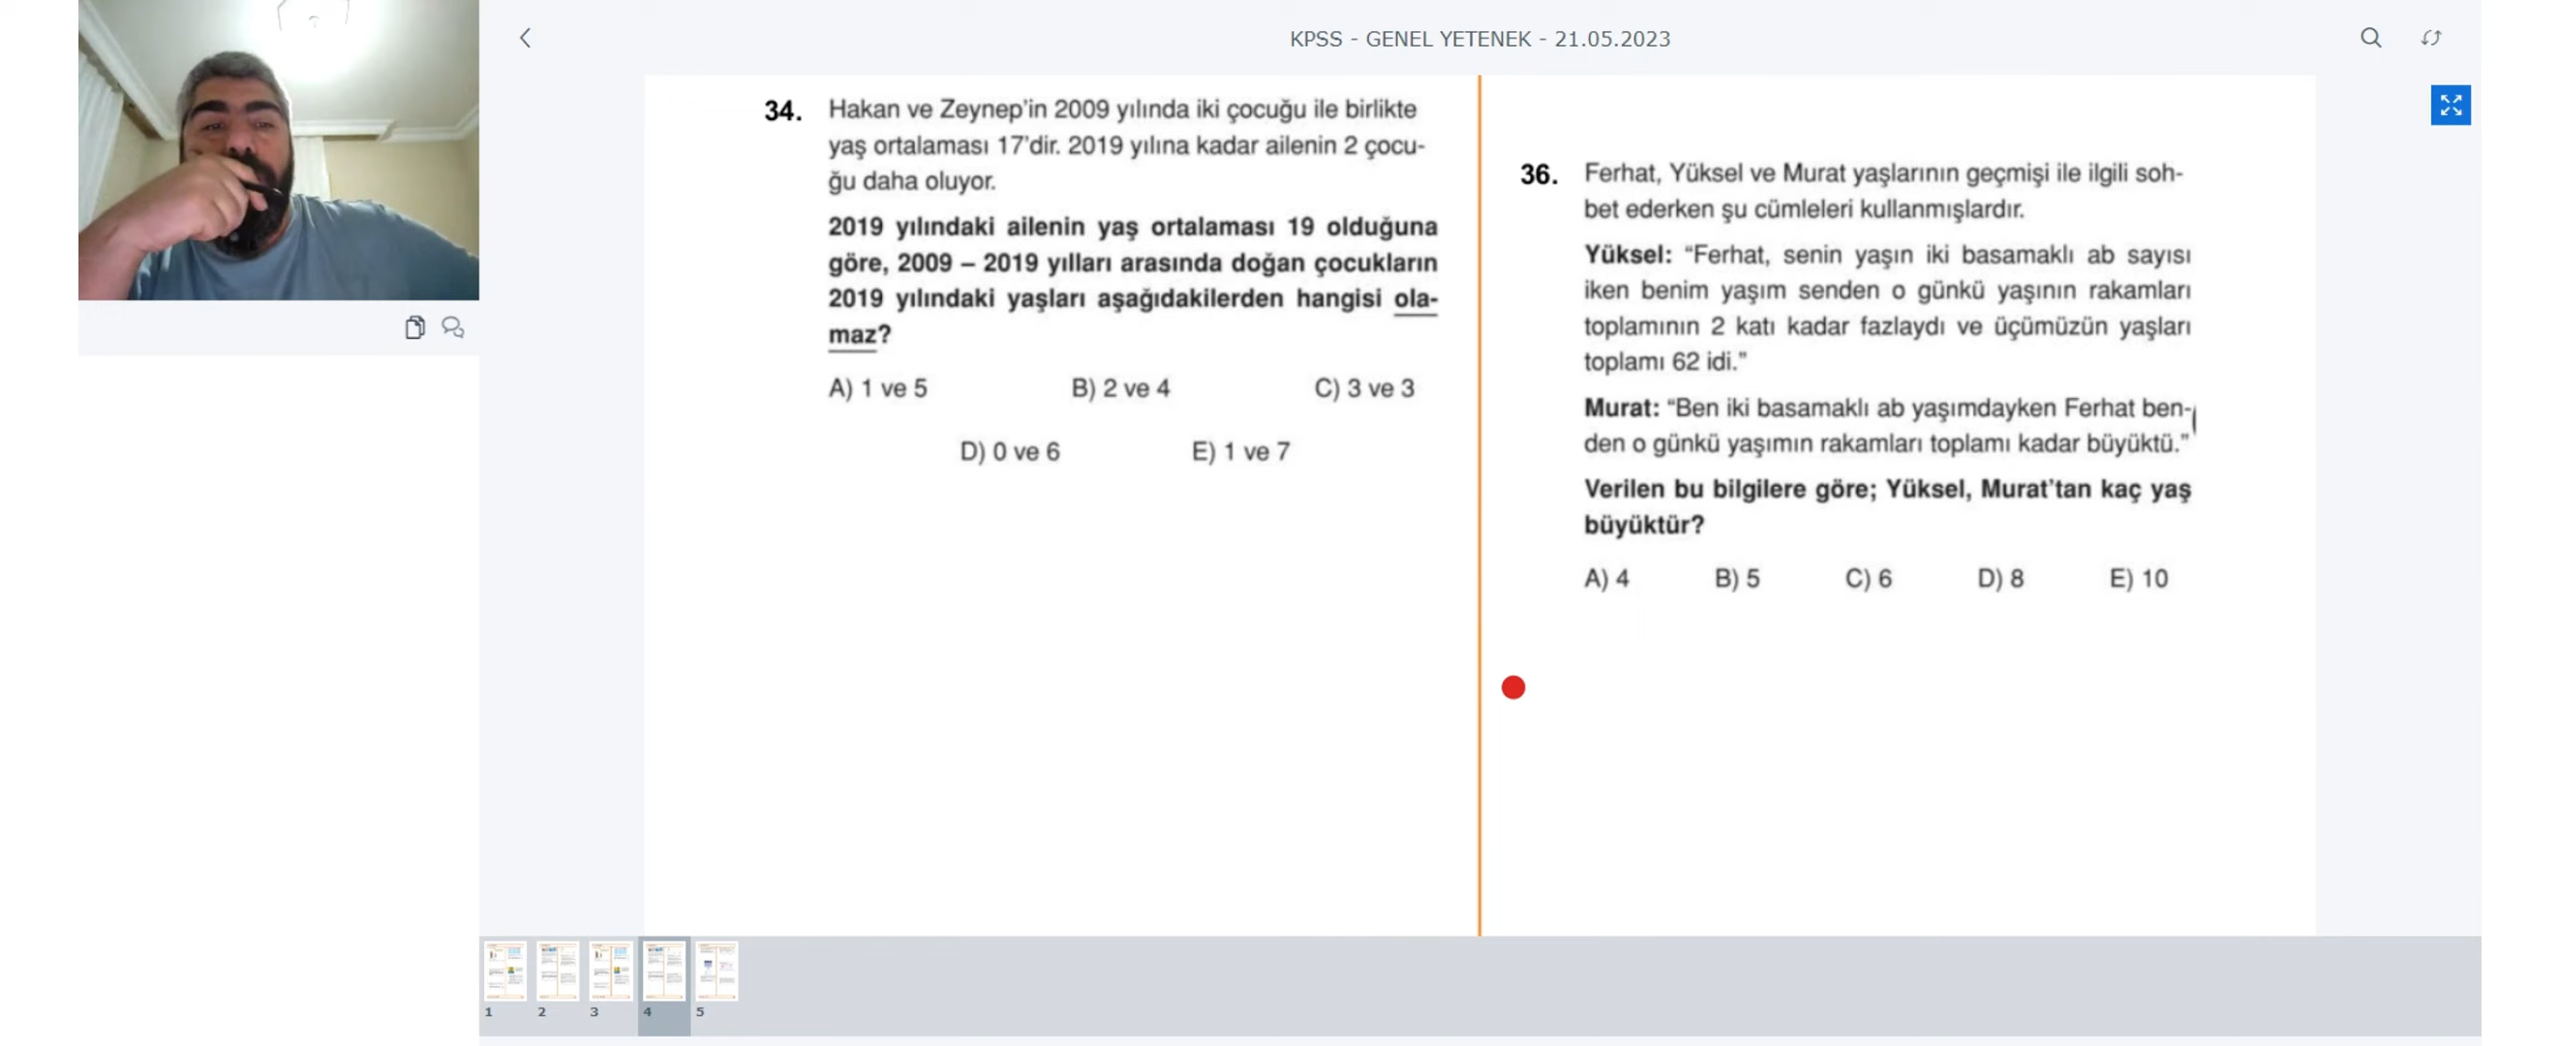 KPSS - GENEL YETENEK - 21.05.2023
34. Hakan ve Zeynep'in 2009 yılında iki çocuğu ile birlikte
yaş ortalaması 17'dir. 2019 yılına kadar ailenin 2 çocu-
ğu daha oluyor.
2019 yılındaki ailenin yaş ortalaması 19 olduğuna
göre, 2009 – 2019 yılları arasında doğan çocukların
2019 yılındaki yaşları aşağıdakilerden hangisi ola-
maz?
A) 1 ve 5 B) 2 ve 4 C) 3 ve 3
D) 0 ve 6 E) 1 ve 7
36. Ferhat, Yüksel ve Murat yaşlarının geçmişi ile ilgili soh-
bet ederken şu cümleleri kullanmışlardır.
Yüksel: “Ferhat, senin yaşın iki basamaklı ab sayısı
iken benim yaşım senden o günkü yaşının rakamları
toplamının 2 katı kadar fazlaydı ve üçümüzün yaşları
toplamı 62 idi.”
Murat: “Ben iki basamaklı ab yaşımdayken Ferhat ben-
den o günkü yaşımın rakamları toplamı kadar büyüktü.”
Verilen bu bilgilere göre; Yüksel, Murat'tan kaç yaş
büyüktür?
A) 4 B) 5 C) 6 D) 8 E) 10
1 2 3 4 5